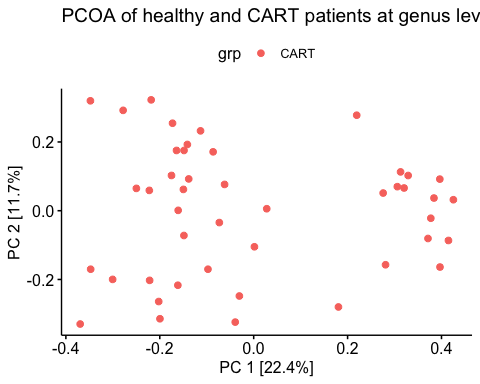 PCOA of healthy and CART patients at genus lev
grp CART
0.2
0.0
-0.2
PC 2 [11.7%]
-0.4 -0.2 0.0 0.2 0.4
PC 1 [22.4%]